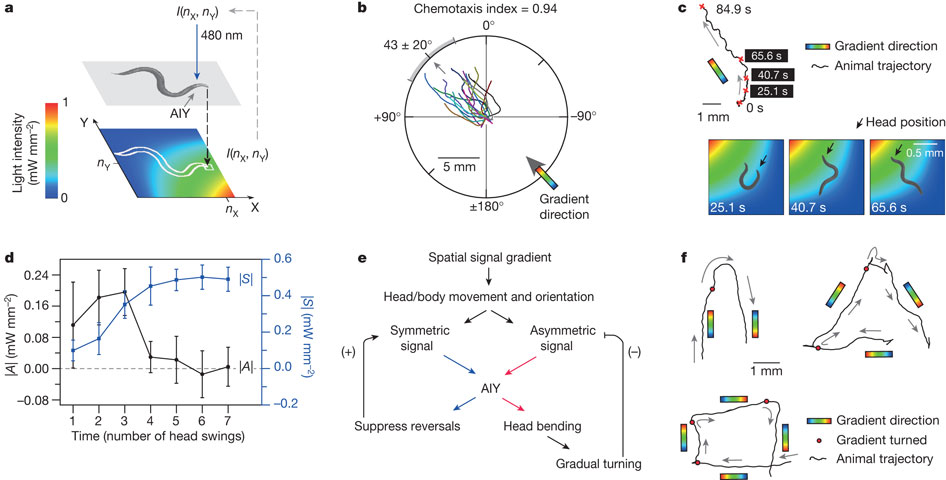 a
I(nX, nY)
480 nm
AIY
Light intensity
(mW mm−2)
1
0
Y
nY
I(nX, nY)
nX
X
b
Chemotaxis index = 0.94
0°
43 ± 20°
+90°
−90°
5 mm
±180°
Gradient
direction
c
84.9 s
65.6 s
40.7 s
25.1 s
0 s
1 mm
Gradient direction
Animal trajectory
Head position
0.5 mm
25.1 s
40.7 s
65.6 s
d
|A| (mW mm−2)
0.24
0.16
0.08
0.00
−0.08
|S|
|A|
0.6
0.4
0.2
0.0
−0.2
|S| (mW mm−2)
1 2 3 4 5 6 7
Time (number of head swings)
e
Spatial signal gradient
Head/body movement and orientation
Symmetric
signal
Asymmetric
signal
(+)
(−)
AIY
Suppress reversals
Head bending
Gradual turning
f
1 mm
Gradient direction
Gradient turned
Animal trajectory